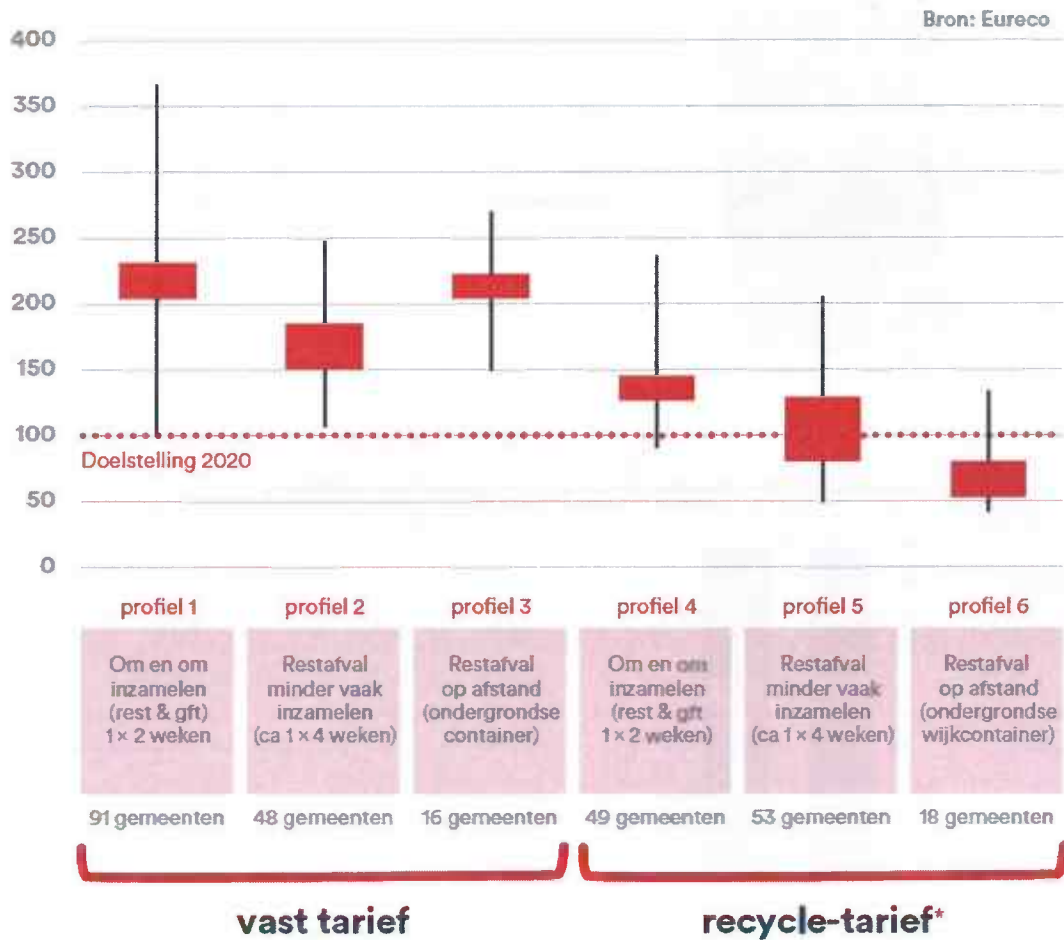 Bron: Eureco
400
350
300
250
200
150
100
Doelstelling 2020
50
0
profiel 1
Om en om
inzamelen
(rest & gft)
1× 2 weken
91 gemeenten
profiel 2
Restafval
minder vaak
inzamelen
(ca 1 × 4 weken)
48 gemeenten
profiel 3
Restafval
op afstand
(ondergrondse
container)
16 gemeenten
profiel 4
Om en om
inzamelen
(rest & gft
1× 2 weken)
49 gemeenten
profiel 5
Restafval
minder vaak
inzamelen
(ca 1 × 4 weken)
53 gemeenten
profiel 6
Restafval
op afstand
(ondergrondse
wijkcontainer)
18 gemeenten
vast tarief
recycle-tarief*